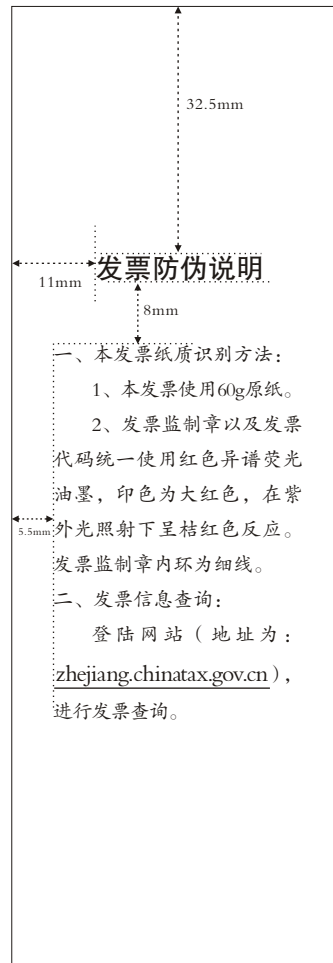 32.5mm
发票防伪说明
11mm
8mm
一、本发票纸质识别方法：
1、本发票使用60g原纸。
2、发票监制章以及发票
代码统一使用红色异谱荧光
油墨，印色为大红色，在紫
外光照射下呈桔红色反应。
5.5mm
发票监制章内环为细线。
二、发票信息查询：
登陆网站（地址为：
zhejiang.chinatax.gov.cn），
进行发票查询。